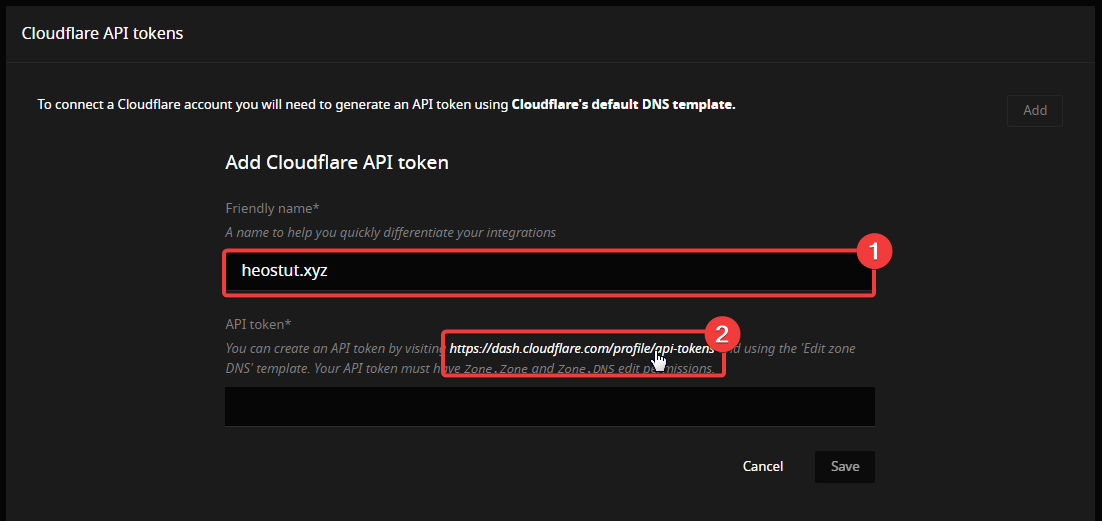 Cloudflare API tokens
To connect a Cloudflare account you will need to generate an API token using Cloudflare's default DNS template.
Add
Add Cloudflare API token
Friendly name*
A name to help you quickly differentiate your integrations
1
heostut.xyz
API token*
2
You can create an API token by visiting https://dash.cloudflare.com/profile/api-tokens and using the 'Edit zone
DNS' template. Your API token must have Zone.Zone and Zone.DNS edit permissions.
Cancel
Save